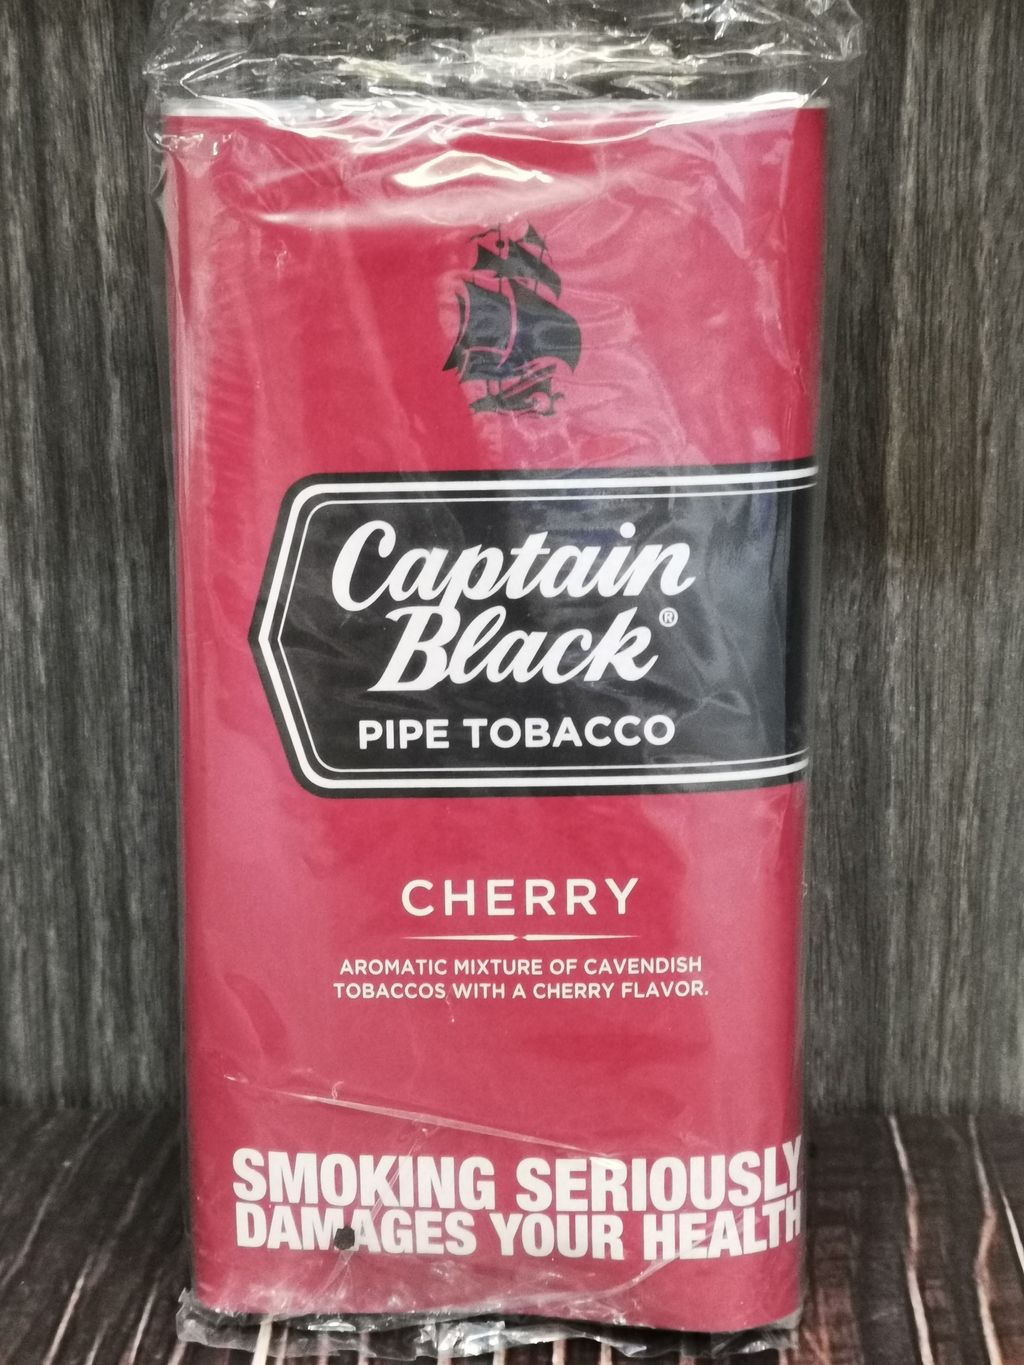 Captain
Black®
PIPE TOBACCO
CHERRY
AROMATIC MIXTURE OF CAVENDISH
TOBACCOS WITH A CHERRY FLAVOR.
SMOKING SERIOUSLY
DAMAGES YOUR HEALTH